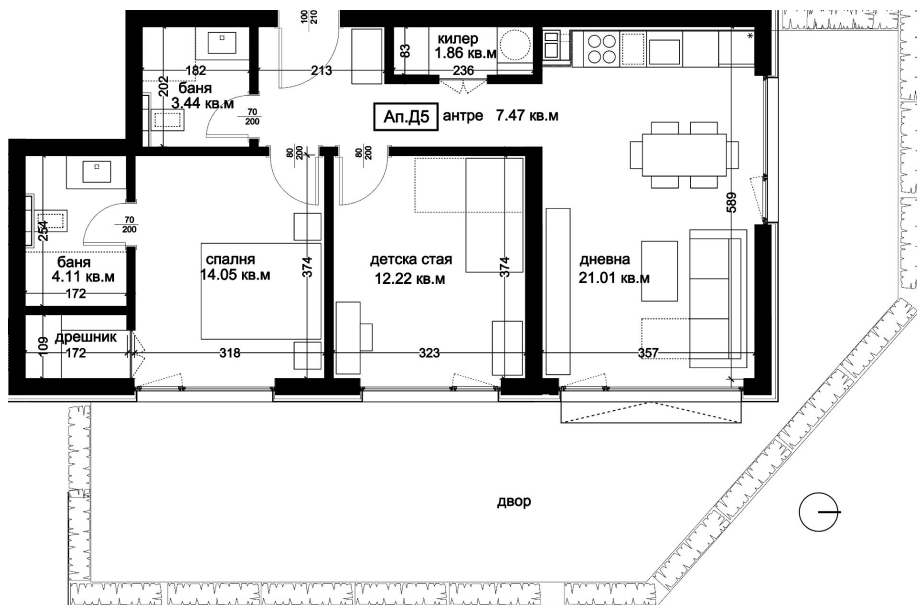 100
210
килер
1.86 кв.м
83
236
182
213
баня
3.44 кв.м
202
70
200
Ап.Д5
антре 7.47 кв.м
80
200
80
200
*
589
254
70
200
баня
4.11 кв.м
172
спалня
14.05 кв.м
374
детска стая
12.22 кв.м
374
дневна
21.01 кв.м
дрешник
109
172
318
323
357
двор